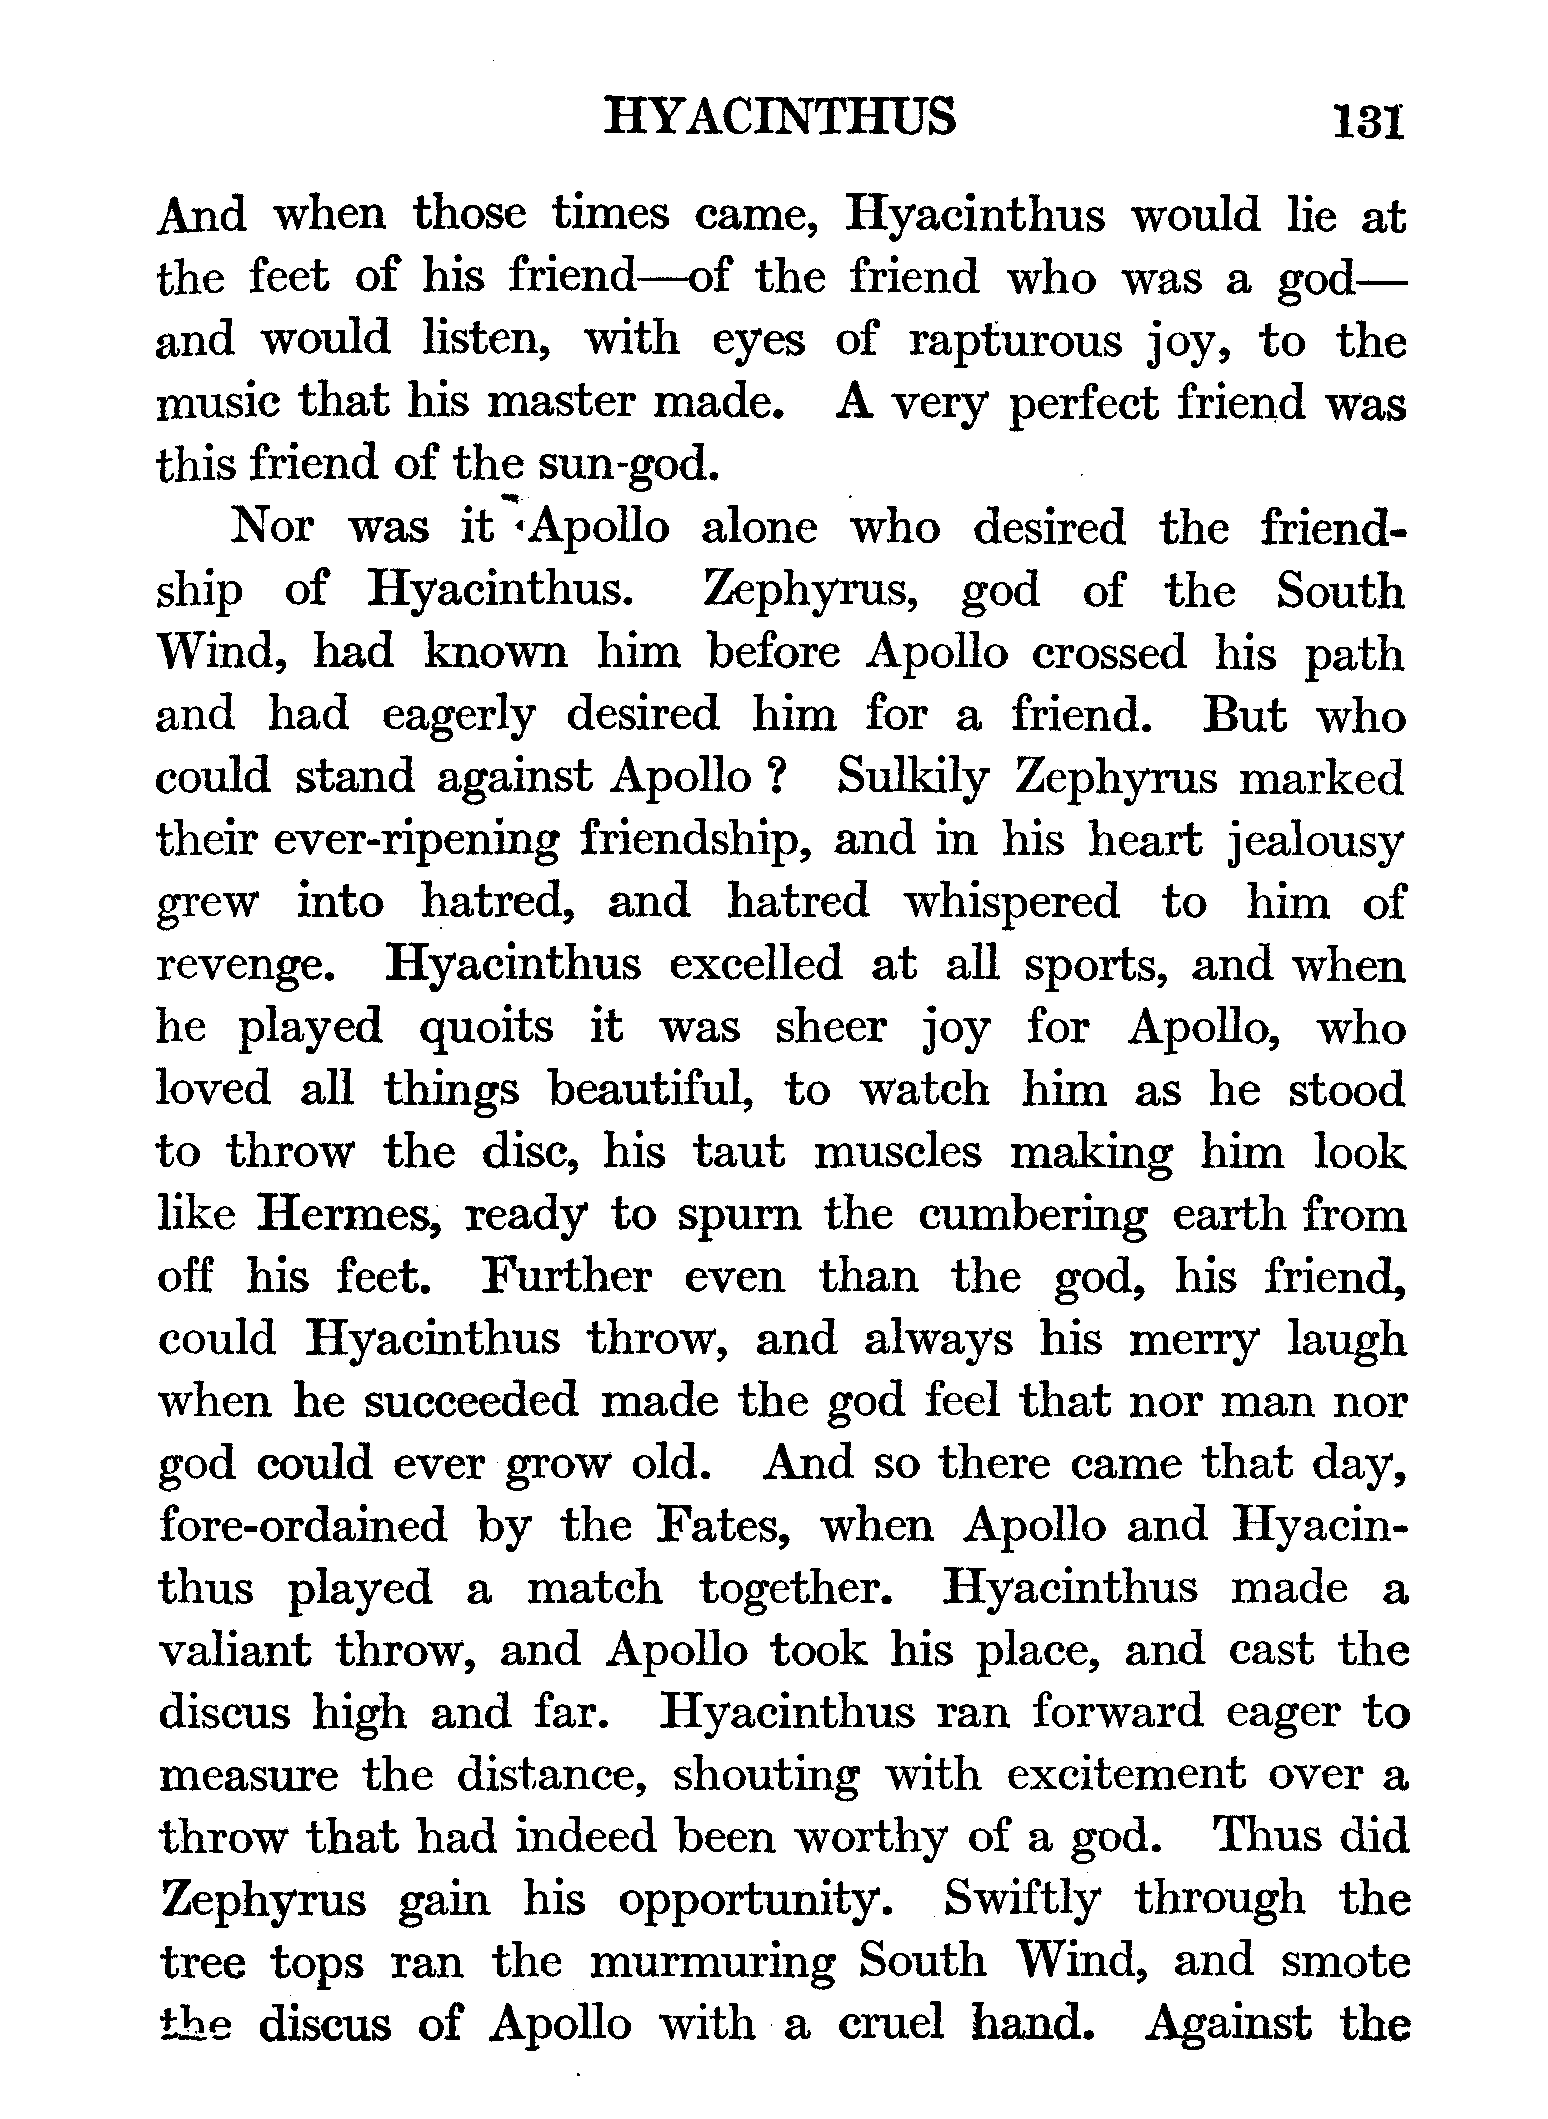 HYACINTHUS 131
And when those times came, Hyacinthus would lie at
the feet of his friend—of the friend who was a god—
and would listen, with eyes of rapturous joy, to the
music that his master made. A very perfect friend was
this friend of the sun-god.
Nor was it Apollo alone who desired the friend-
ship of Hyacinthus. Zephyrus, god of the South
Wind, had known him before Apollo crossed his path
and had eagerly desired him for a friend. But who
could stand against Apollo ? Sulkily Zephyrus marked
their ever-ripening friendship, and in his heart jealousy
grew into hatred, and hatred whispered to him of
revenge. Hyacinthus excelled at all sports, and when
he played quoits it was sheer joy for Apollo, who
loved all things beautiful, to watch him as he stood
to throw the disc, his taut muscles making him look
like Hermes, ready to spurn the cumbering earth from
off his feet. Further even than the god, his friend,
could Hyacinthus throw, and always his merry laugh
when he succeeded made the god feel that nor man nor
god could ever grow old. And so there came that day,
fore-ordained by the Fates, when Apollo and Hyacin-
thus played a match together. Hyacinthus made a
valiant throw, and Apollo took his place, and cast the
discus high and far. Hyacinthus ran forward eager to
measure the distance, shouting with excitement over a
throw that had indeed been worthy of a god. Thus did
Zephyrus gain his opportunity. Swiftly through the
tree tops ran the murmuring South Wind, and smote
the discus of Apollo with a cruel hand. Against the